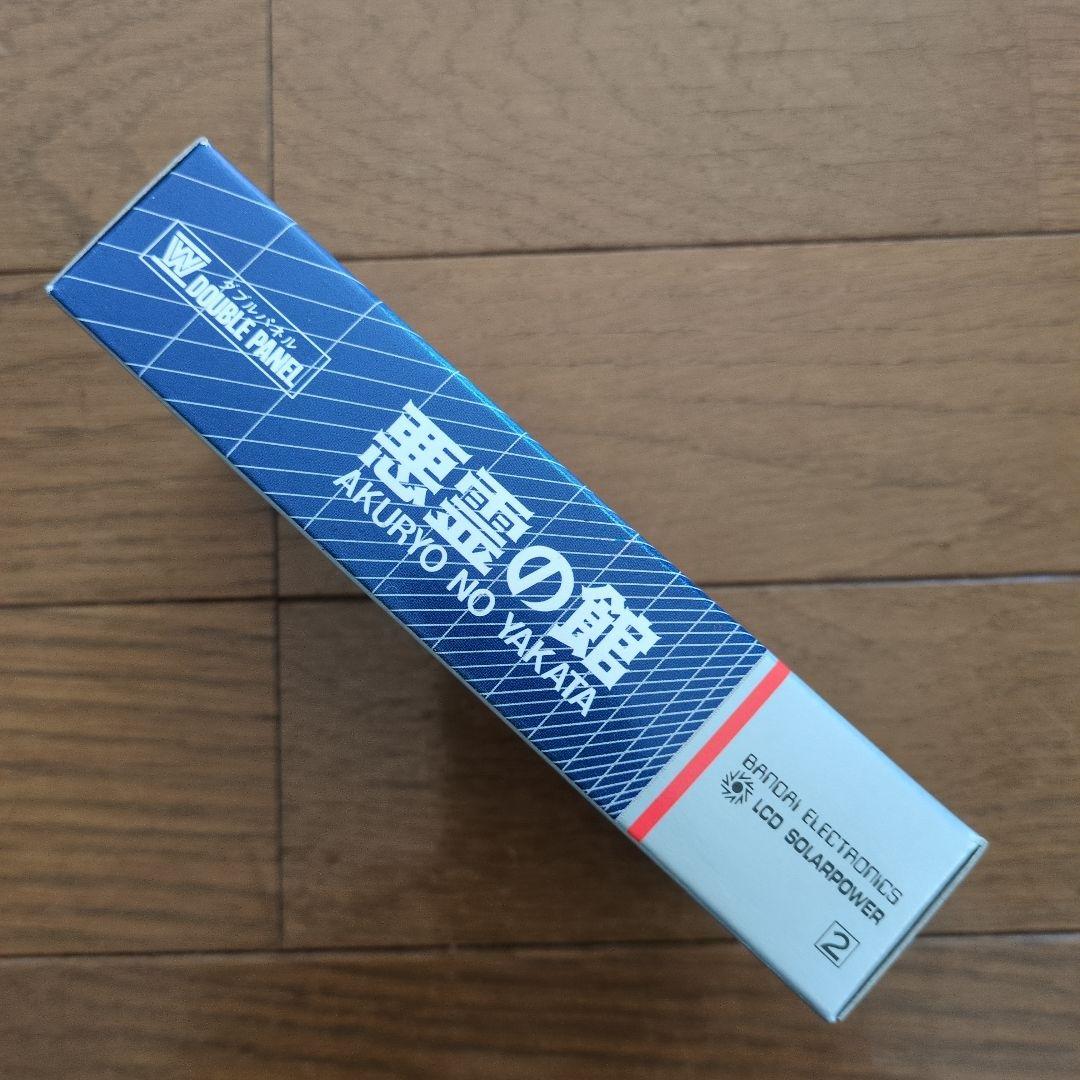 W ダブルパネル
DOUBLE PANEL
悪霊の館
AKURYO NO YAKATA
BANDAI ELECTRONICS
LCD SOLARPOWER
2